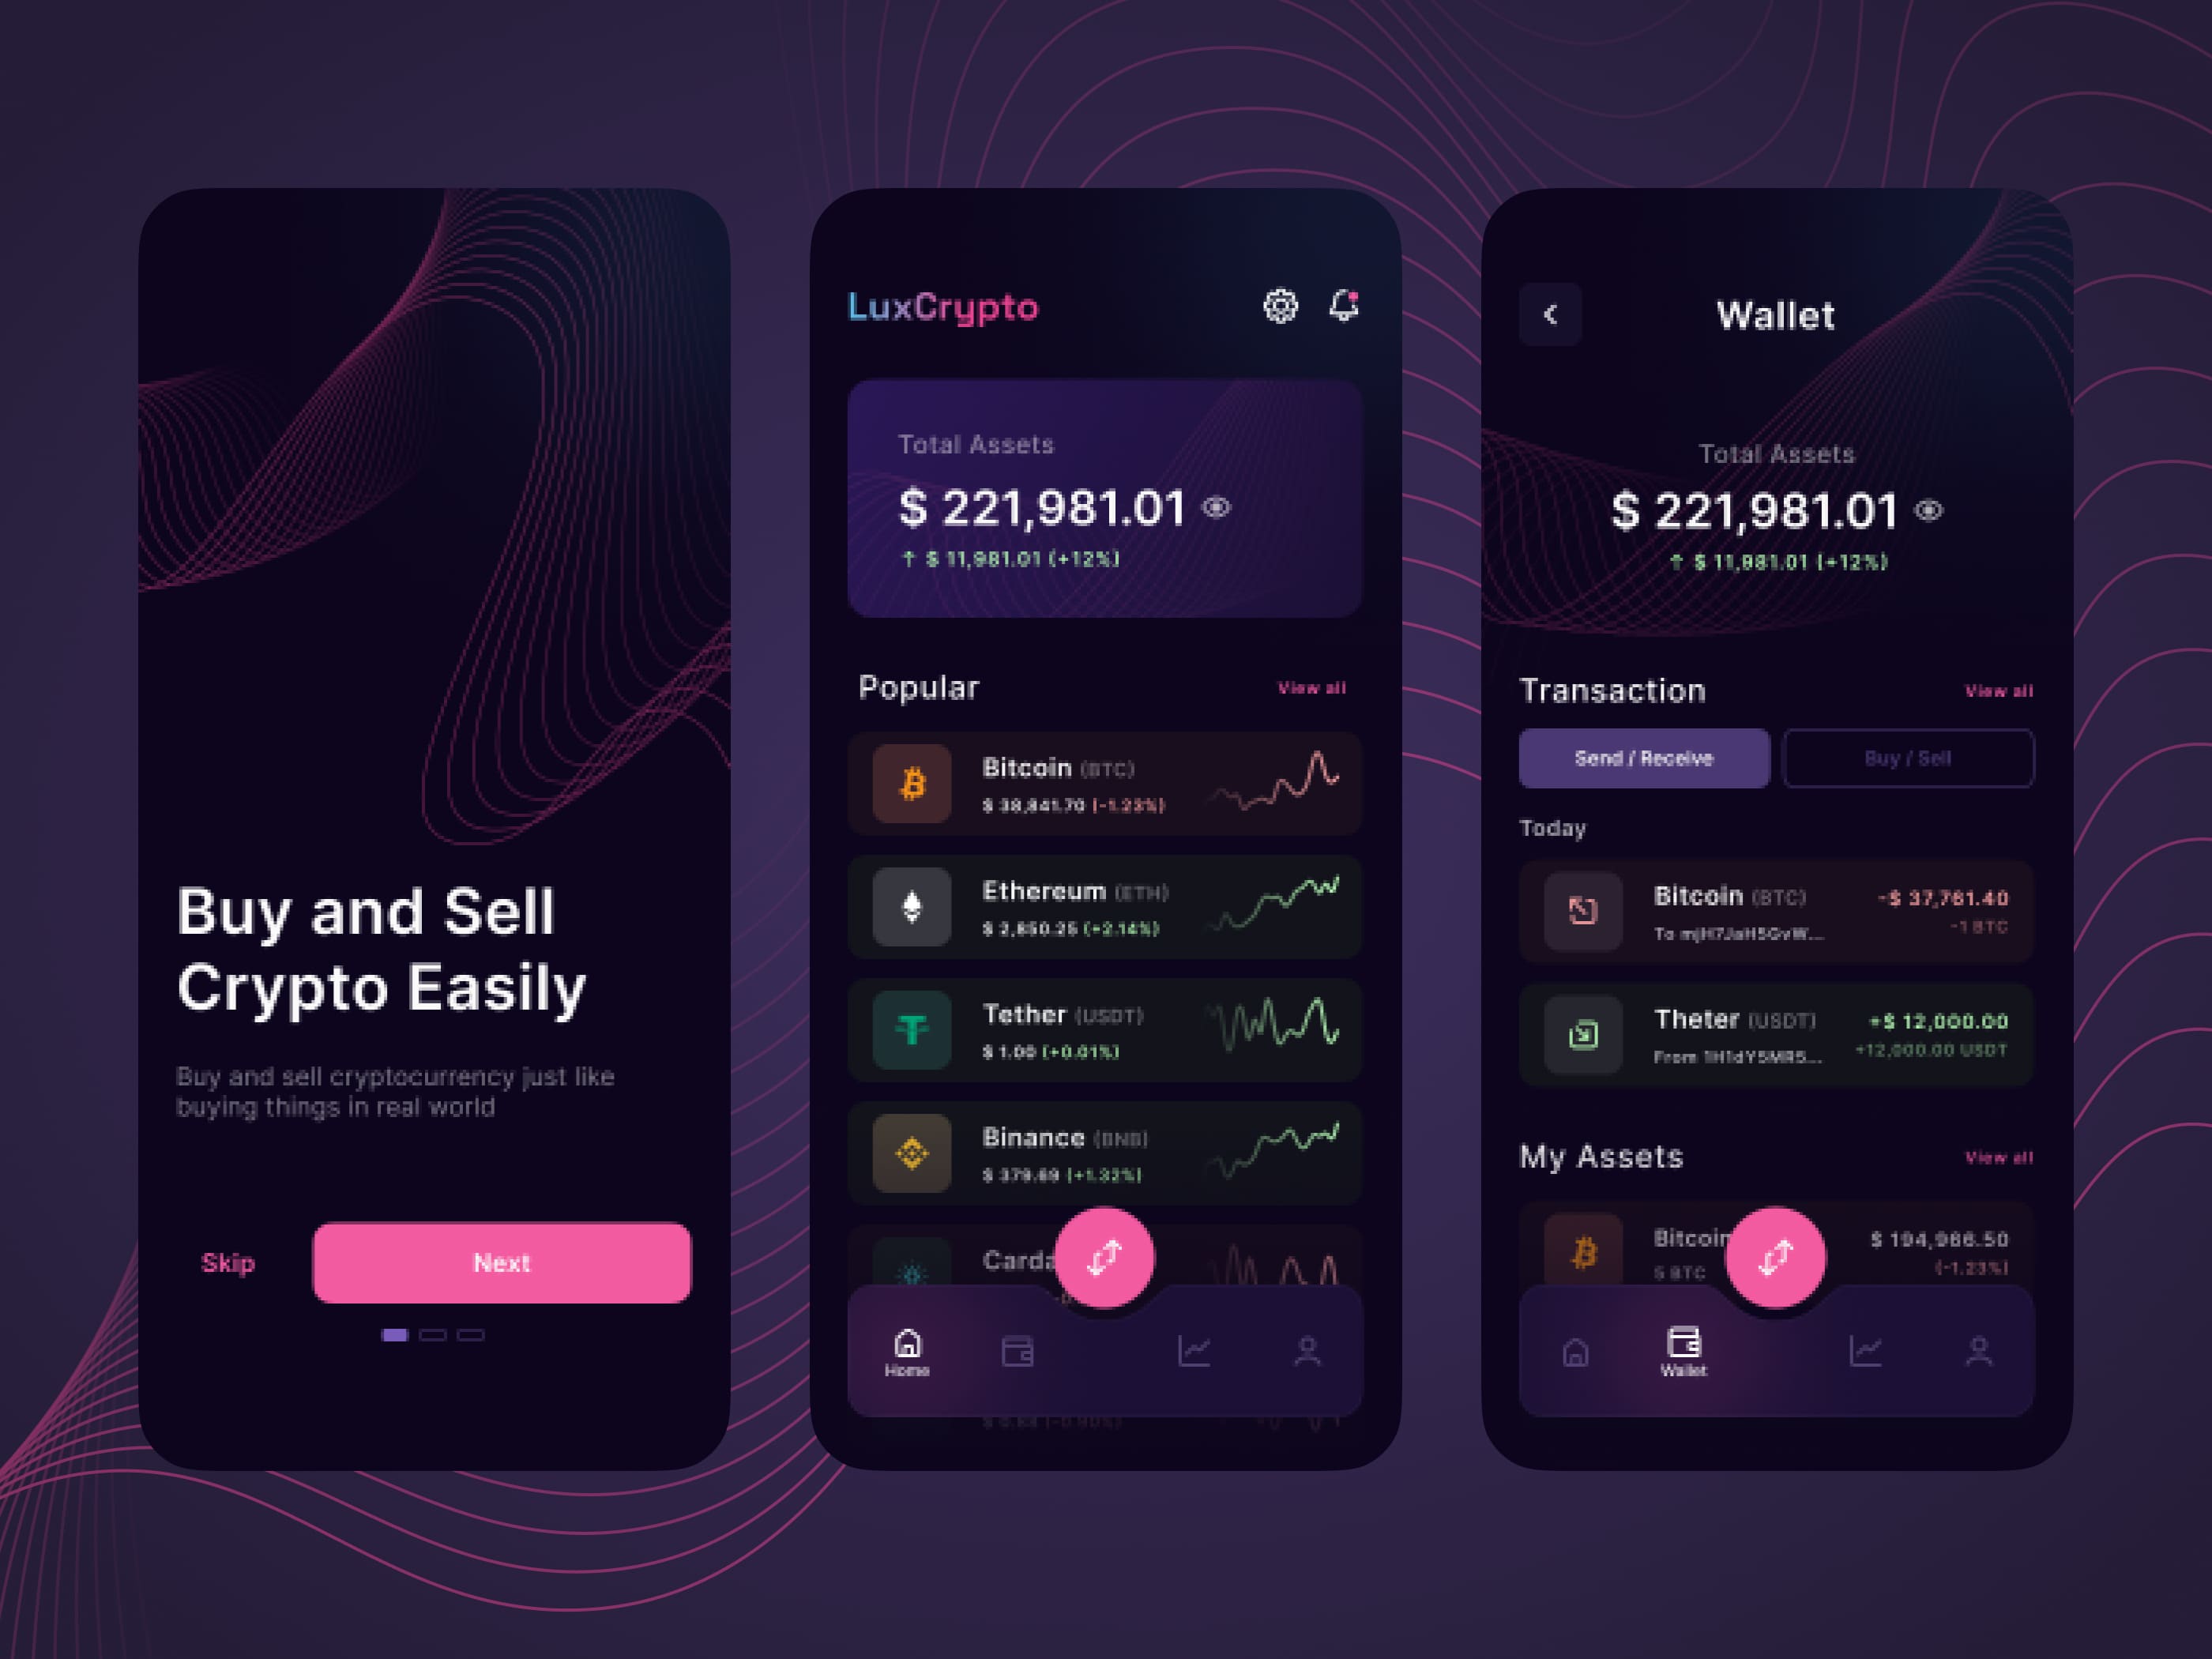 Buy and Sell
Crypto Easily
Buy and sell cryptocurrency just like
buying things in real world
Skip
Next
LuxCrypto
Total Assets
$ 221,981.01
↑ $ 11,981.01 (+12%)
Popular
View all
Bitcoin (BTC)
$ 38,841.70 (-1.23%)
Ethereum (ETH)
$ 2,850.25 (+2.14%)
Tether (USDT)
$ 1.00 (+0.01%)
Binance (BNB)
$ 379.69 (+1.32%)
Carda
Home
Wallet
Total Assets
$ 221,981.01
↑ $ 11,981.01 (+12%)
Transaction
View all
Send / Receive
Buy / Sell
Today
Bitcoin (BTC)
-$ 37,761.40
To mjH7JaH5GvW...
-1 BTC
Theter (USDT)
+$ 12,000.00
From 1H1dY5MR5...
+12,000.00 USDT
My Assets
View all
Bitcoin
$ 194,966.50
5 BTC
(-1.23%)
Wallet